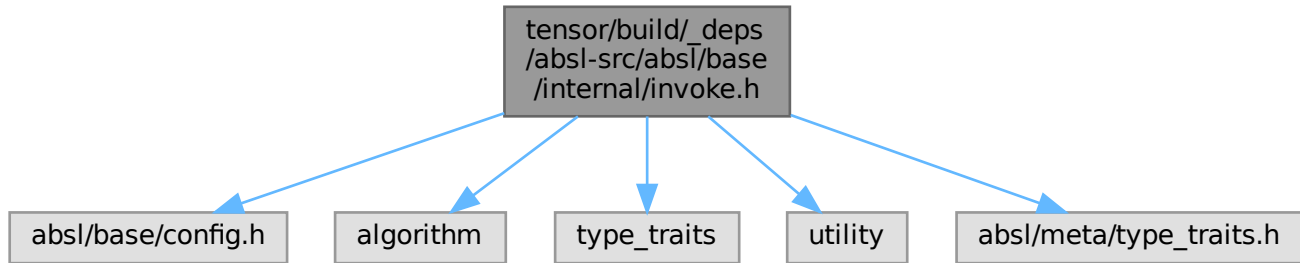 tensor/build/_deps
/absl-src/absl/base
/internal/invoke.h
absl/base/config.h
algorithm
type_traits
utility
absl/meta/type_traits.h